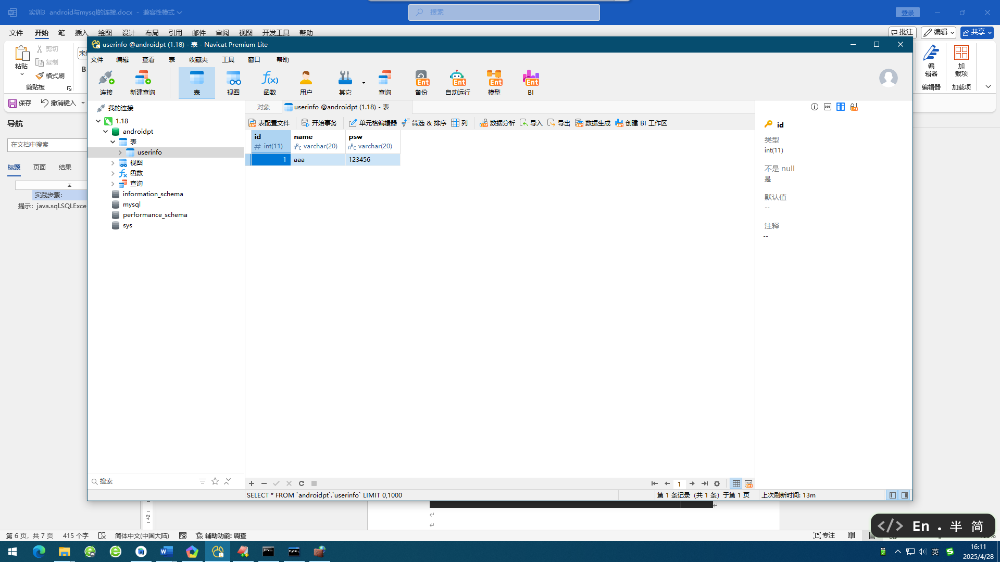 实训3 android与mysql的连接.docx - 兼容性模式
搜索
登录
文件 开始 笔 插入 绘图 设计 布局 引用 邮件 审阅 视图 开发工具 帮助
批注 编辑 共享
粘贴
剪切
复制
格式刷
剪贴板
B
编
辑器
编辑器
加
载项
加载项
保存 撤消键入
导航
在文档中搜索
标题 页面 结果
实践步骤:
提示: java.sql.SQLExce
userinfo @androidpt (1.18) - 表 - Navicat Premium Lite
文件 编辑 查看 表 收藏夹 工具 窗口 帮助
连接 新建查询 表 视图 函数 用户 其它 查询 备份 自动运行 模型 BI
Ent Ent Ent Ent
我的连接
1.18
androidpt
表
userinfo
视图
函数
查询
information_schema
mysql
performance_schema
sys
搜索
对象 userinfo @androidpt (1.18) - 表
表配置文件 开始事务 单元格编辑器 筛选 & 排序 列 数据分析 导入 导出 数据生成 创建 BI 工作区
id name psw
# int(11) ABC varchar(20) ABC varchar(20)
1 aaa 123456
id
类型
int(11)
不是 null
是
默认值
--
注释
--
1
SELECT * FROM `androidpt`.`userinfo` LIMIT 0,1000
第 1 条记录 (共 1 条) 于第 1 页
上次刷新时间: 13m
42
第 6 页, 共 7 页 415 个字 简体中文(中国大陆) 辅助功能: 调查
专注
</> En 半 简
英
16:11
2025/4/28